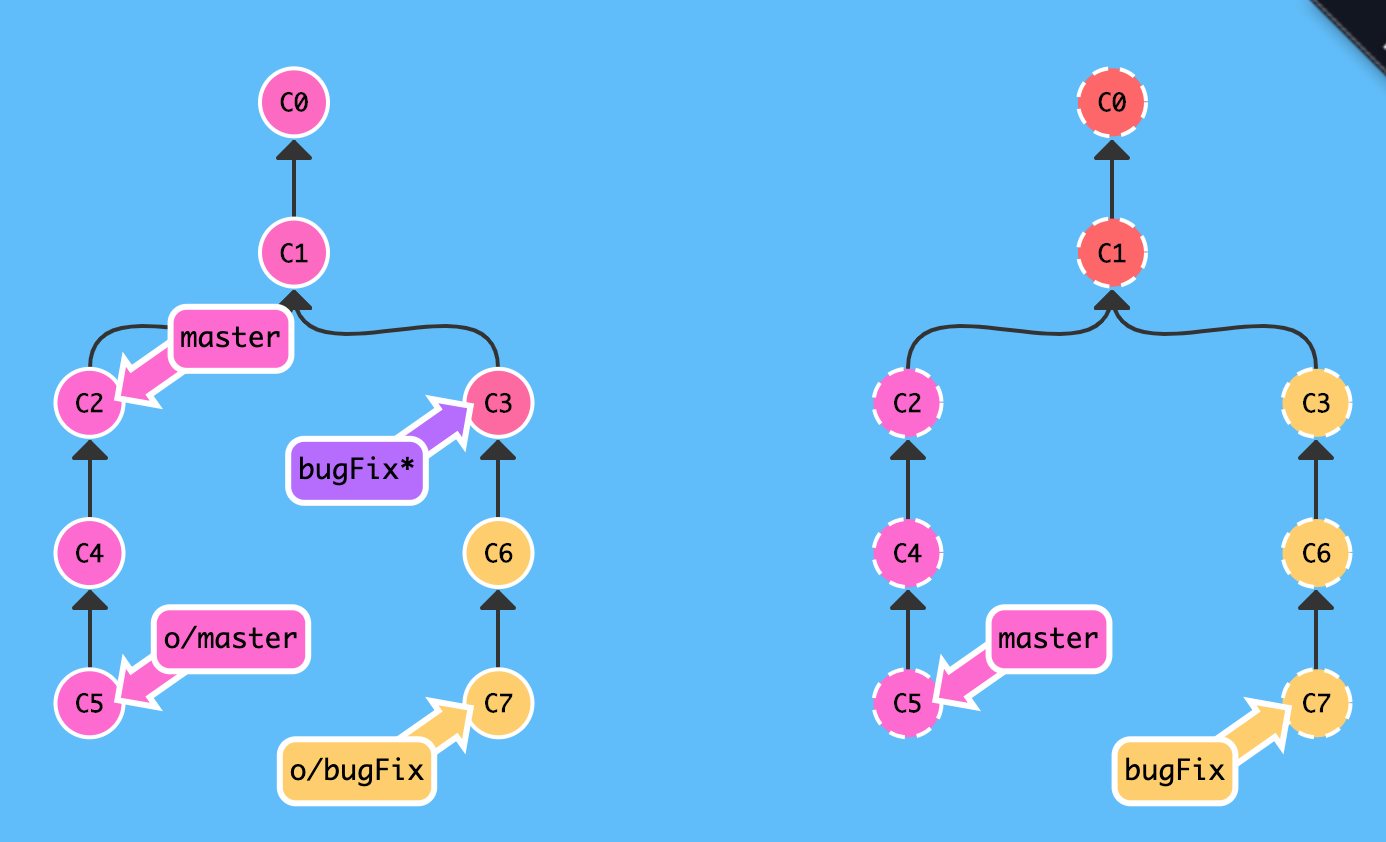 C0
C1
master
C2
C3
bugFix*
C4
C6
o/master
C5
C7
o/bugFix
C0
C1
C2
C3
C4
C6
master
C5
C7
bugFix